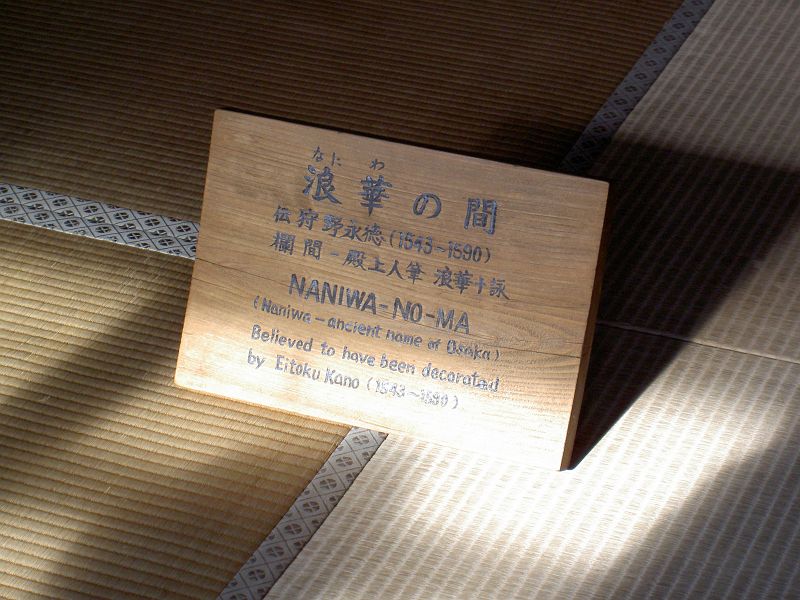 なにわ
浪華の間
伝狩野永徳(1543~1590)
欄間-殿上人筆 浪華十詠
NANIWA-NO-MA
(Naniwa-ancient name of Osaka)
Believed to have been decorated
by Eitoku Kano (1543~1590)